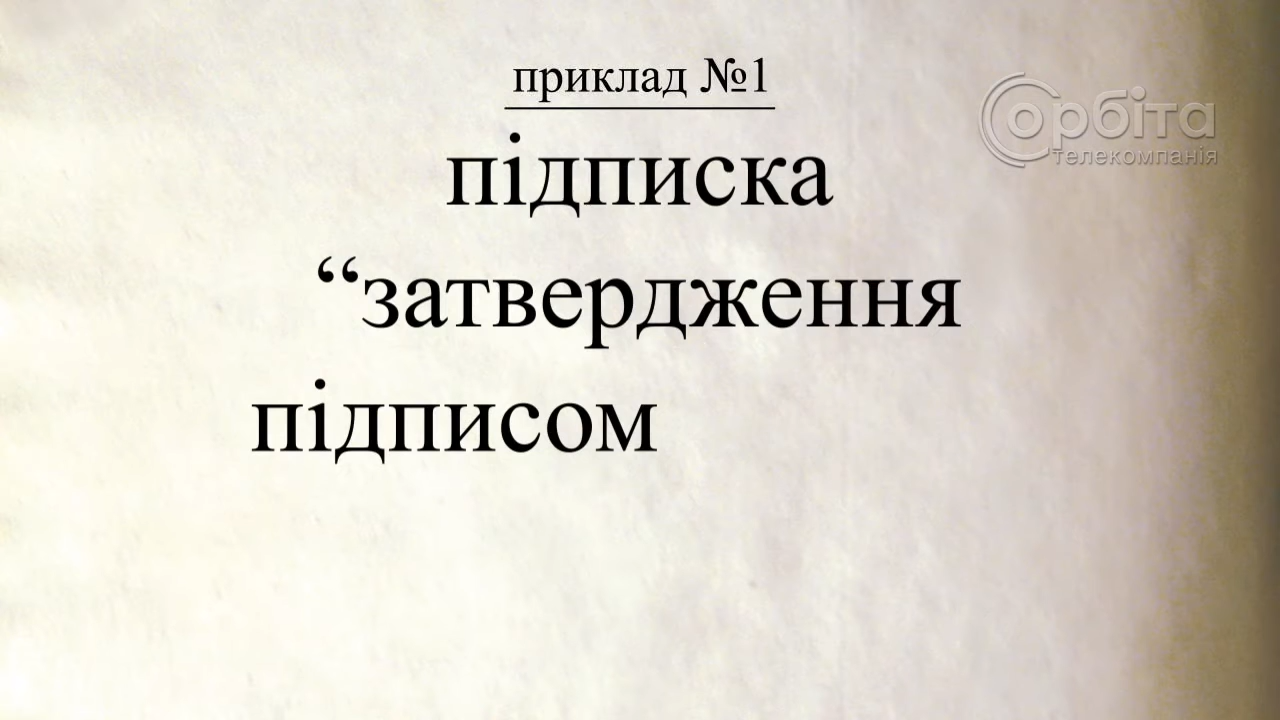 приклад №1
підписка
“затвердження
підписом
Орбіта
телекомпанія